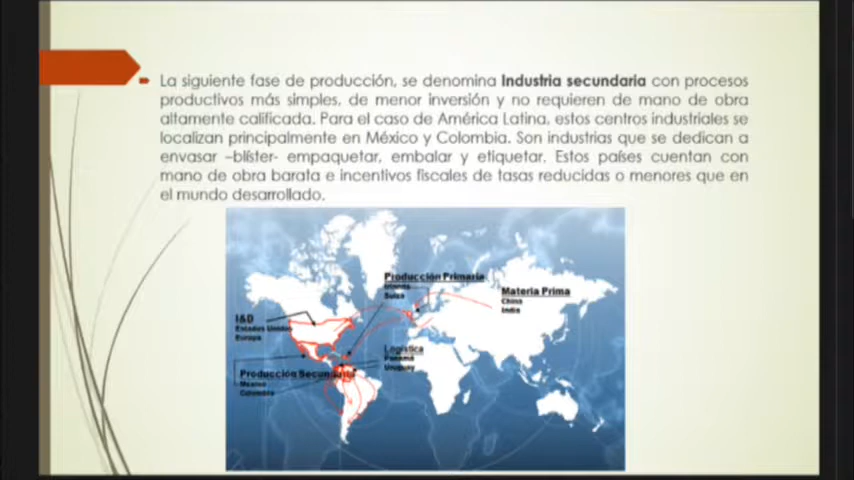 La siguiente fase de producción, se denomina Industria secundaria con procesos
productivos más simples, de menor inversión y no requieren de mano de obra
altamente calificada. Para el caso de América Latina, estos centros industriales se
localizan principalmente en México y Colombia. Son industrias que se dedican a
envasar –blíster- empaquetar, embalar y etiquetar. Estos países cuentan con
mano de obra barata e incentivos fiscales de tasas reducidas o menores que en
el mundo desarrollado.
Producción Primaria
Irlanda
Suiza
Materia Prima
China
India
I&D
Estados Unidos
Europa
Logística
Panamá
Uruguay
Producción Secundaria
Mexico
Colombia